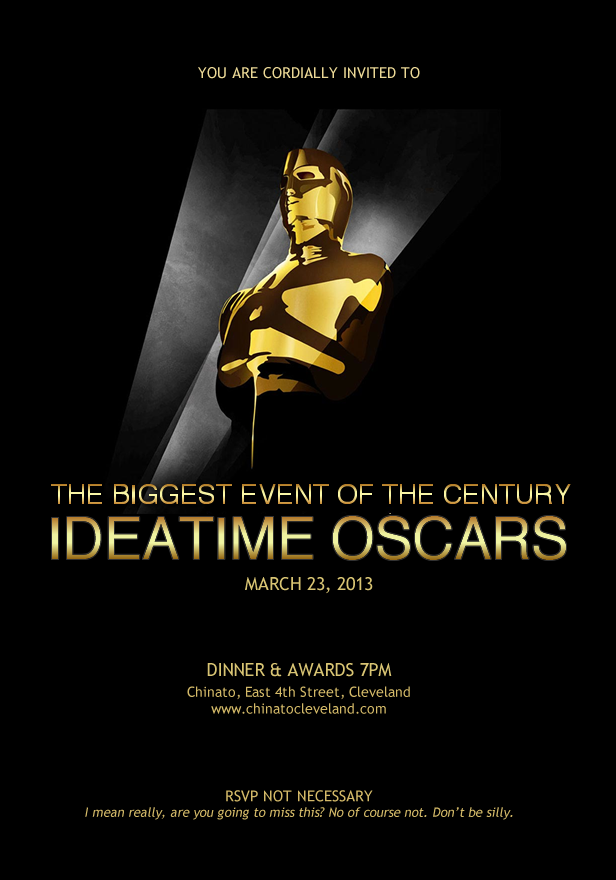 YOU ARE CORDIALLY INVITED TO
THE BIGGEST EVENT OF THE CENTURY
IDEATIME OSCARS
MARCH 23, 2013
DINNER & AWARDS 7PM
Chinato, East 4th Street, Cleveland
www.chinatocleveland.com
RSVP NOT NECESSARY
I mean really, are you going to miss this? No of course not. Don't be silly.